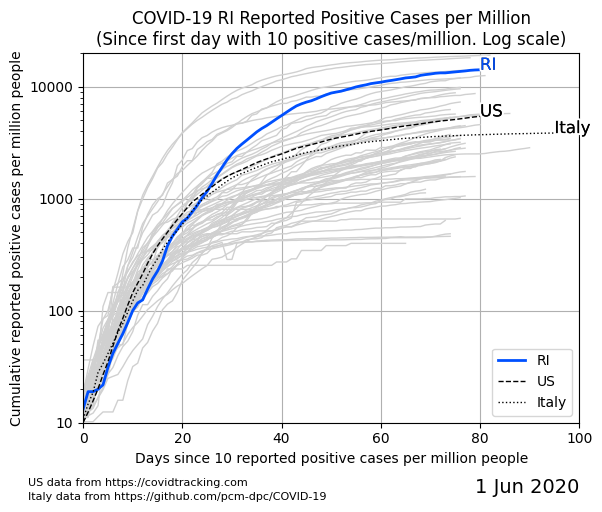 COVID-19 RI Reported Positive Cases per Million
(Since first day with 10 positive cases/million. Log scale)
Cumulative reported positive cases per million people
10000
1000
100
10
RI
US
Italy
RI
US
Italy
0
20
40
60
80
100
Days since 10 reported positive cases per million people
US data from https://covidtracking.com
Italy data from https://github.com/pcm-dpc/COVID-19
1 Jun 2020